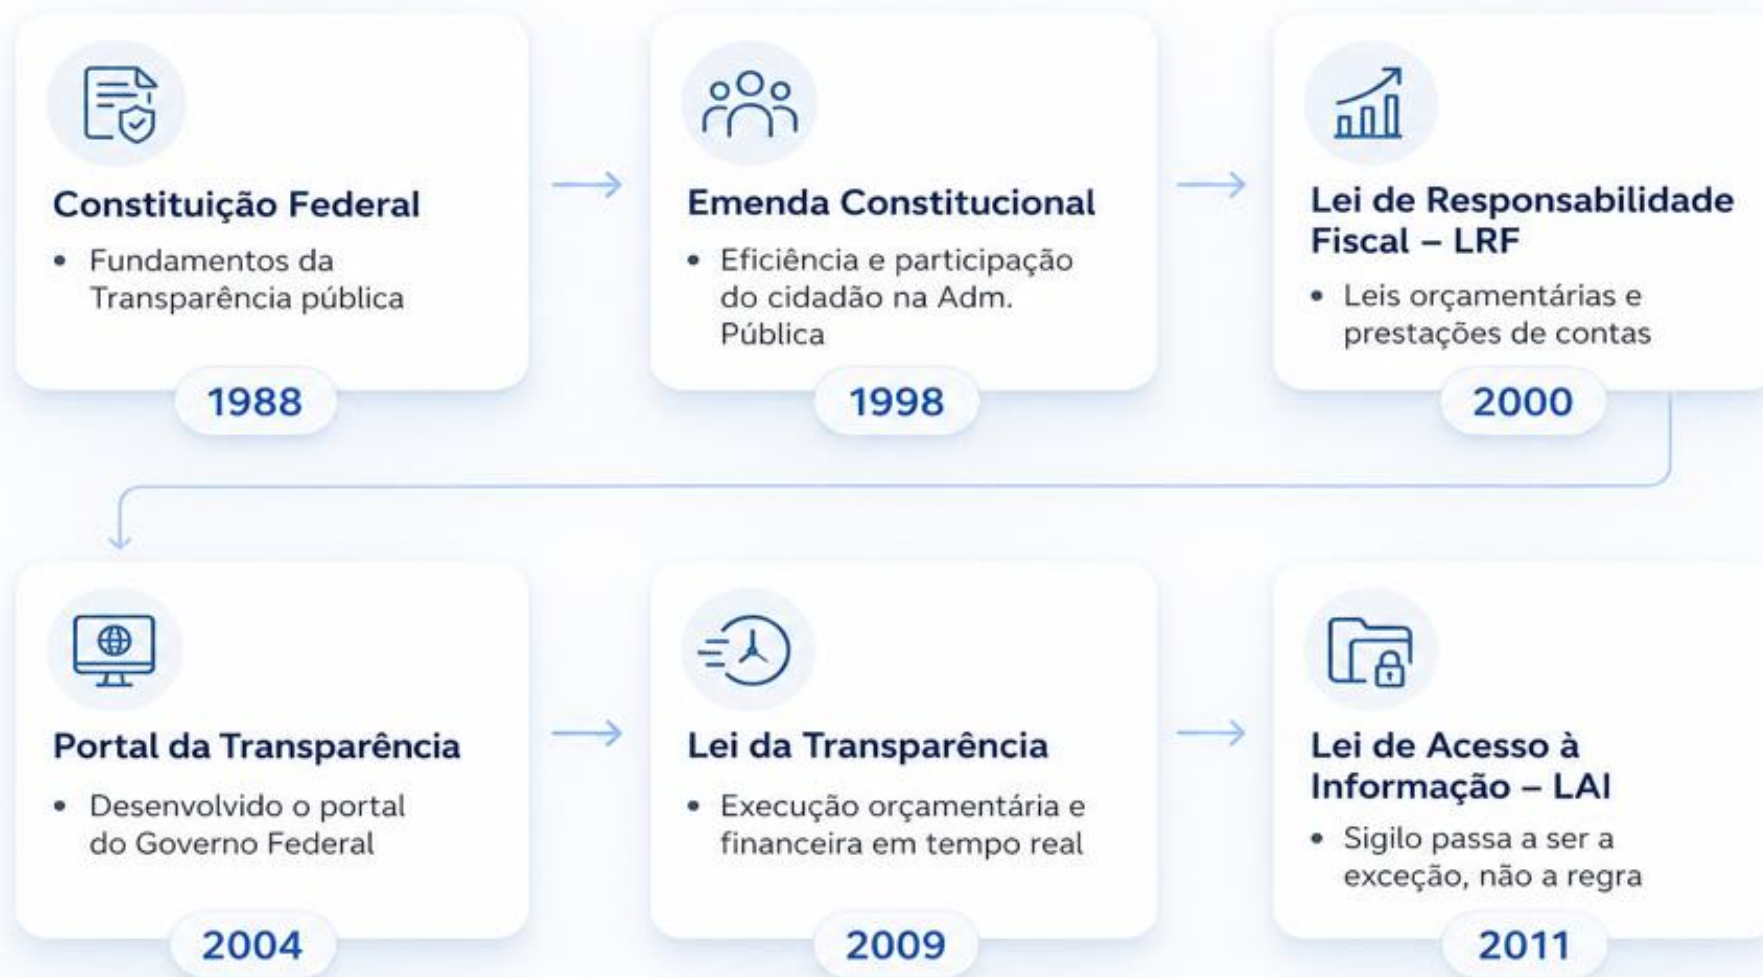 Constituição Federal
• Fundamentos da
Transparência pública
1988
Emenda Constitucional
• Eficiência e participação
do cidadão na Adm.
Pública
1998
Lei de Responsabilidade
Fiscal – LRF
• Leis orçamentárias e
prestações de contas
2000
Portal da Transparência
• Desenvolvido o portal
do Governo Federal
2004
Lei da Transparência
• Execução orçamentária e
financeira em tempo real
2009
Lei de Acesso à
Informação – LAI
• Sigilo passa a ser a
exceção, não a regra
2011